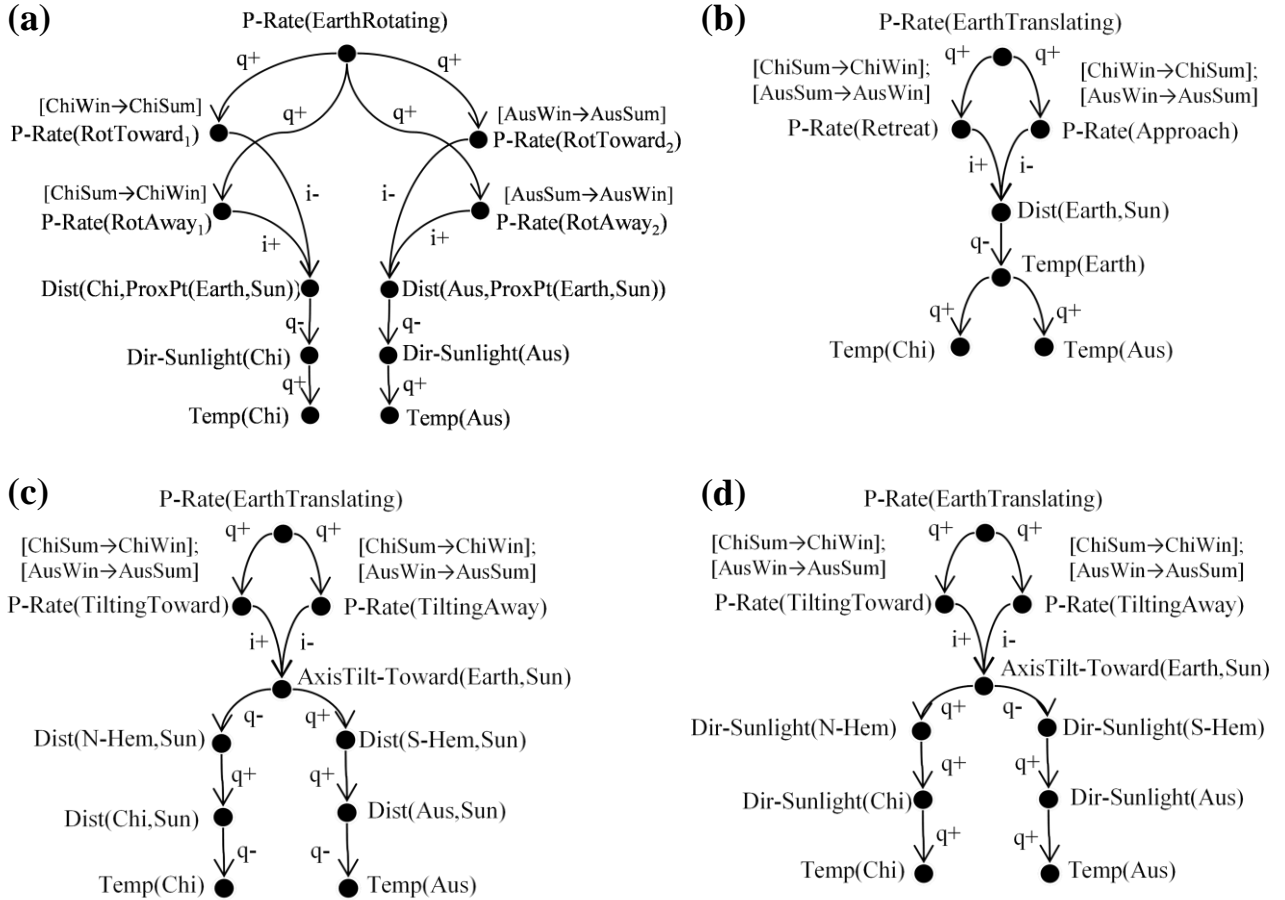 (a)
P-Rate(EarthRotating)
q+
q+
[ChiWin→ChiSum]
P-Rate(RotToward1)
q+
q+
[AusWin→AusSum]
P-Rate(RotToward2)
[ChiSum→ChiWin]
P-Rate(RotAway1)
i-
i-
[AusSum→AusWin]
P-Rate(RotAway2)
i+
i+
Dist(Chi,ProxPt(Earth,Sun))
Dist(Aus,ProxPt(Earth,Sun))
q-
q-
Dir-Sunlight(Chi)
Dir-Sunlight(Aus)
q+
q+
Temp(Chi)
Temp(Aus)
(b)
P-Rate(EarthTranslating)
q+
q+
[ChiSum→ChiWin];
[AusSum→AusWin]
[ChiWin→ChiSum];
[AusWin→AusSum]
P-Rate(Retreat)
P-Rate(Approach)
i+
i-
Dist(Earth,Sun)
q-
Temp(Earth)
q+
q+
Temp(Chi)
Temp(Aus)
(c)
P-Rate(EarthTranslating)
q+
q+
[ChiSum→ChiWin];
[AusWin→AusSum]
[ChiSum→ChiWin];
[AusWin→AusSum]
P-Rate(TiltingToward)
P-Rate(TiltingAway)
i+
i-
AxisTilt-Toward(Earth,Sun)
q-
q+
Dist(N-Hem,Sun)
Dist(S-Hem,Sun)
q+
q+
Dist(Chi,Sun)
Dist(Aus,Sun)
q-
q-
Temp(Chi)
Temp(Aus)
(d)
P-Rate(EarthTranslating)
q+
q+
[ChiSum→ChiWin];
[AusWin→AusSum]
[ChiSum→ChiWin];
[AusWin→AusSum]
P-Rate(TiltingToward)
P-Rate(TiltingAway)
i+
i-
AxisTilt-Toward(Earth,Sun)
q+
q-
Dir-Sunlight(N-Hem)
Dir-Sunlight(S-Hem)
q+
q+
Dir-Sunlight(Chi)
Dir-Sunlight(Aus)
q+
q+
Temp(Chi)
Temp(Aus)